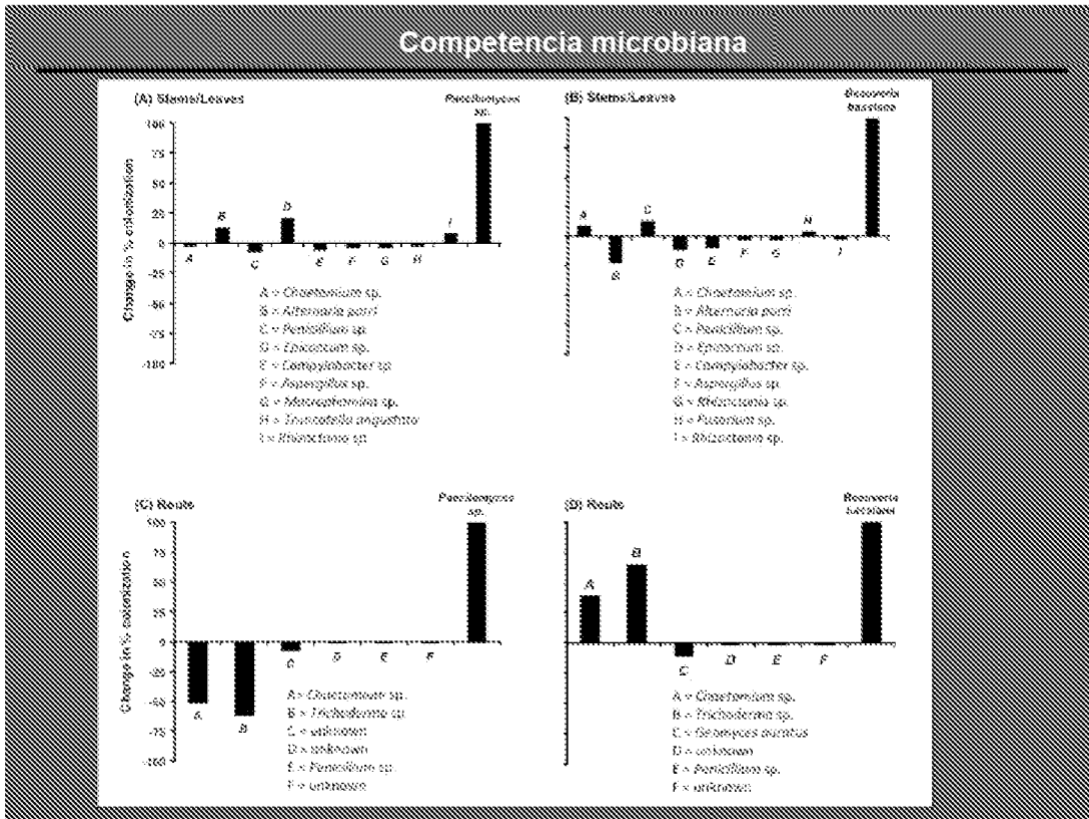 Competencia microbiana
(A) Stems/Leaves
Paecilomyces
sp.
Change in % colonization
100
75
50
25
0
-25
-50
-75
-100
A
B
C
D
E
F
G
H
I
A = Chaetomium sp.
B = Alternaria porri
C = Penicillium sp.
D = Epicoccum sp.
E = Campylobacter sp
F = Aspergillus sp.
G = Macrophomina sp.
H = Truncatella angustata
I = Rhizoctonia sp
(B) Stems/Leaves
Beauveria
bassiana
A
B
C
D
E
F
G
H
I
A = Chaetomium sp.
B = Alternaria porri
C = Penicillium sp.
D = Epicoccum sp.
E = Campylobacter sp.
F = Aspergillus sp.
G = Rhizoctonia sp.
H = Fusarium sp.
I = Rhizoctonia sp.
(C) Roots
Paecilomyces
sp.
Change in % colonization
100
75
50
25
0
-25
-50
-75
-100
A
B
C
D
E
F
A = Chaetomium sp.
B = Trichoderma sp
C = unknown
D = unknown
E = Penicillium sp.
F = unknown
(D) Roots
Beauveria
bassiana
A
B
C
D
E
F
A = Chaetomium sp.
B = Trichoderma sp.
C = Geomyces auratus
D = unknown
E = Penicillium sp.
F = unknown